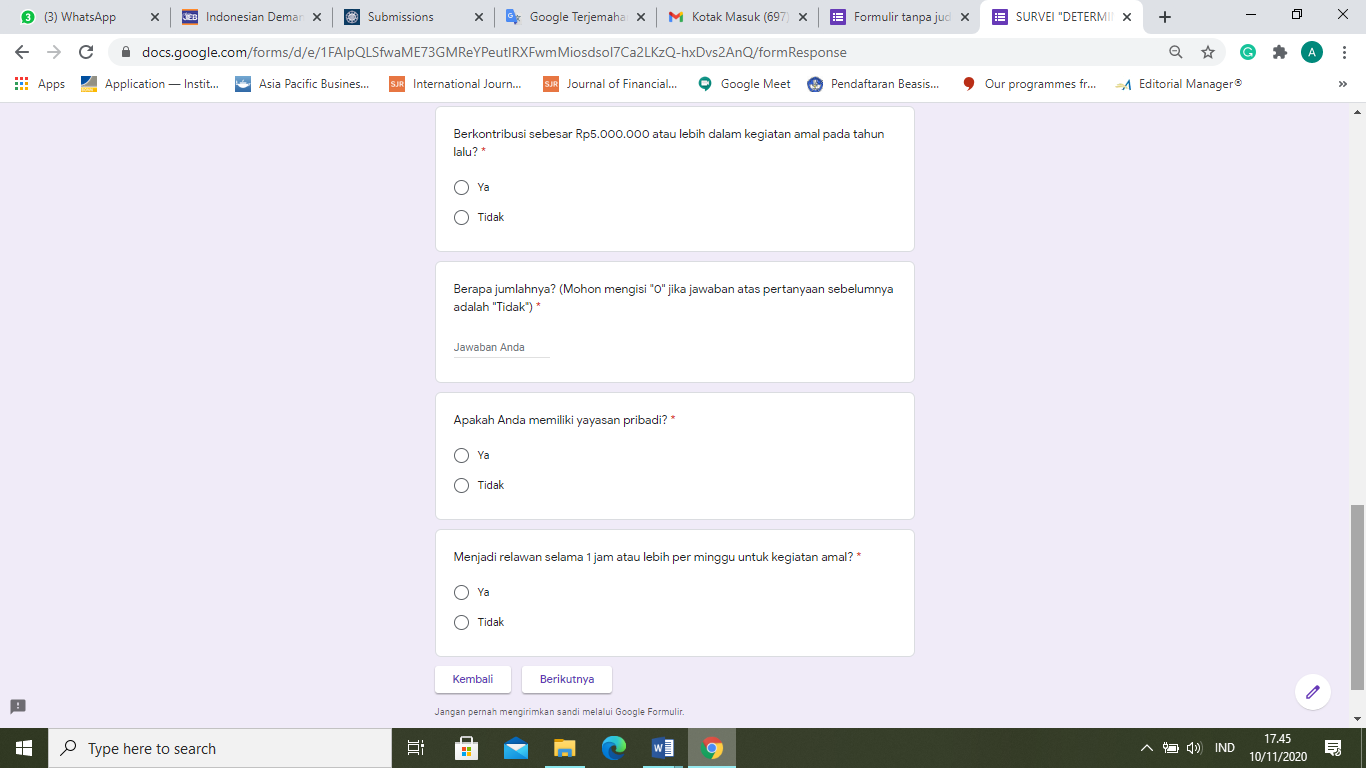 (3) WhatsApp
Indonesian Deman
Submissions
Google Terjemaha
Kotak Masuk (697)
Formulir tanpa jud
SURVEI "DETERMI
docs.google.com/forms/d/e/1FAIpQLSfwaME73GMReYPeutIRXFwmMiosdsoI7Ca2LKzQ-hxDvs2AnQ/formResponse
A
Apps
Application — Instit...
Asia Pacific Busines...
SJR International Journ...
SJR Journal of Financial...
Google Meet
Pendaftaran Beasis...
Our programmes fr...
Editorial Manager®
»
Berkontribusi sebesar Rp5.000.000 atau lebih dalam kegiatan amal pada tahun
lalu? *
Ya
Tidak
Berapa jumlahnya? (Mohon mengisi "0" jika jawaban atas pertanyaan sebelumnya
adalah "Tidak") *
Jawaban Anda
Apakah Anda memiliki yayasan pribadi? *
Ya
Tidak
Menjadi relawan selama 1 jam atau lebih per minggu untuk kegiatan amal? *
Ya
Tidak
Kembali
Berikutnya
Jangan pernah mengirimkan sandi melalui Google Formulir.
Type here to search
IND
17.45
10/11/2020